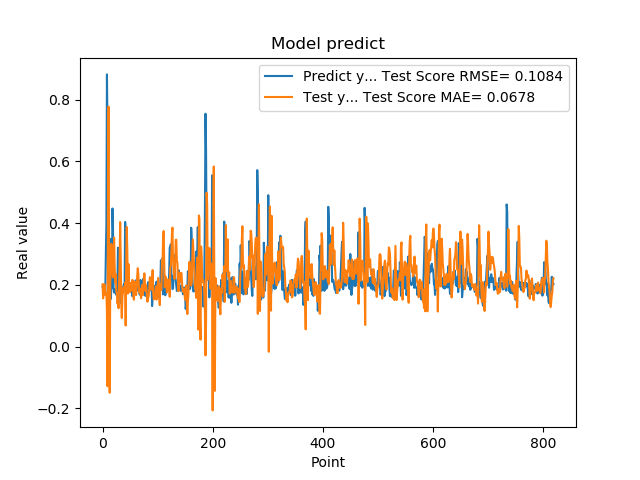 Model predict
Predict y... Test Score RMSE= 0.1084
Test y... Test Score MAE= 0.0678
Real value
0.8
0.6
0.4
0.2
0.0
−0.2
0 200 400 600 800
Point